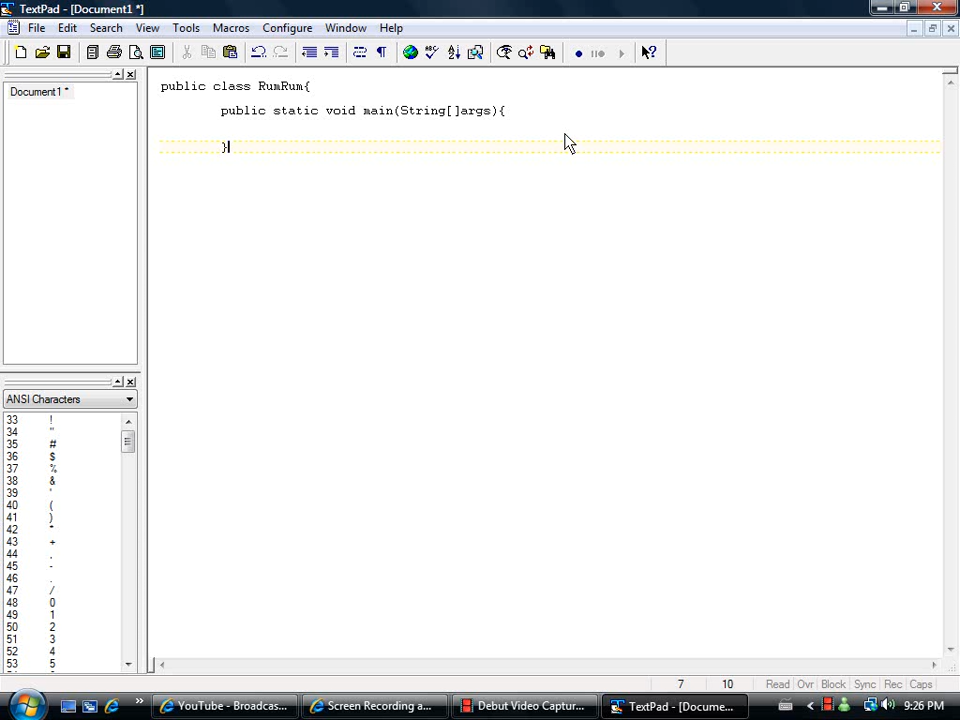 TextPad - [Document1 *]
File Edit Search View Tools Macros Configure Window Help
Document1 *
public class RumRum{
public static void main(String[]args){
}
ANSI Characters
33 !
34 "
35 #
36 $
37 %
38 &
39 '
40 (
41 )
42 *
43 +
44 ,
45 -
46 .
47 /
48 0
49 1
50 2
51 3
52 4
53 5
7 10 Read Ovr Block Sync Rec Caps
YouTube - Broadcas... Screen Recording a... Debut Video Captur... TextPad - [Docume... 9:26 PM